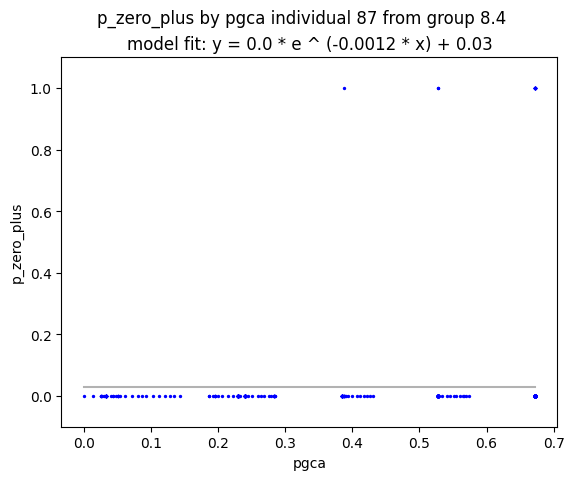 p_zero_plus by pgca individual 87 from group 8.4
model fit: y = 0.0 * e ^ (-0.0012 * x) + 0.03
1.0
0.8
0.6
0.4
0.2
0.0
p_zero_plus
0.0 0.1 0.2 0.3 0.4 0.5 0.6 0.7
pgca